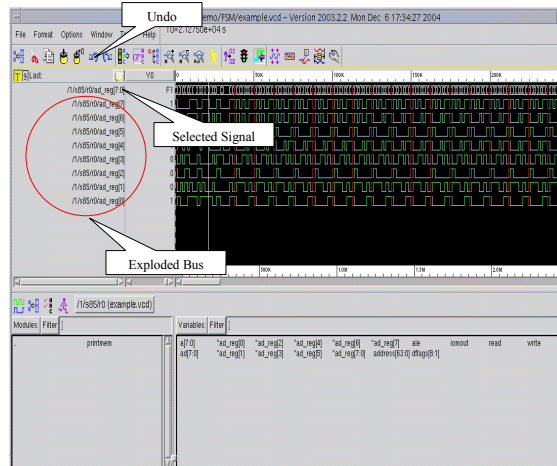 Undo
emo/FSM/example.vcd - Version 2003.2.2 Mon Dec 6 17:34:27 2004
File Format Options Window T Help T0=2.12750e+04 s
T S Last: Y0 0 50K 100K 150K 200K
/1/s85/r0/ad_reg[7:0] F1
/1/s85/r0/ad_reg[7] 1
/1/s85/r0/ad_reg[6]
/1/s85/r0/ad_reg[5]
Selected Signal
/1/s85/r0/ad_reg[4]
/1/s85/r0/ad_reg[3] 0
/1/s85/r0/ad_reg[2] 0
/1/s85/r0/ad_reg[1] 0
/1/s85/r0/ad_reg[0] 1
Exploded Bus
500K 1.0M 1.5M 2.0M
/1/s85/r0 (example.vcd)
Modules: Filter Variables: Filter
.. printmem a[7:0] *ad_reg[0] *ad_reg[2] *ad_reg[4] *ad_reg[6] *ad_reg[7] ale iomout read write
ad[7:0] *ad_reg[1] *ad_reg[3] *ad_reg[5] *ad_reg[7:0] address[63:0] dflags[8:1]